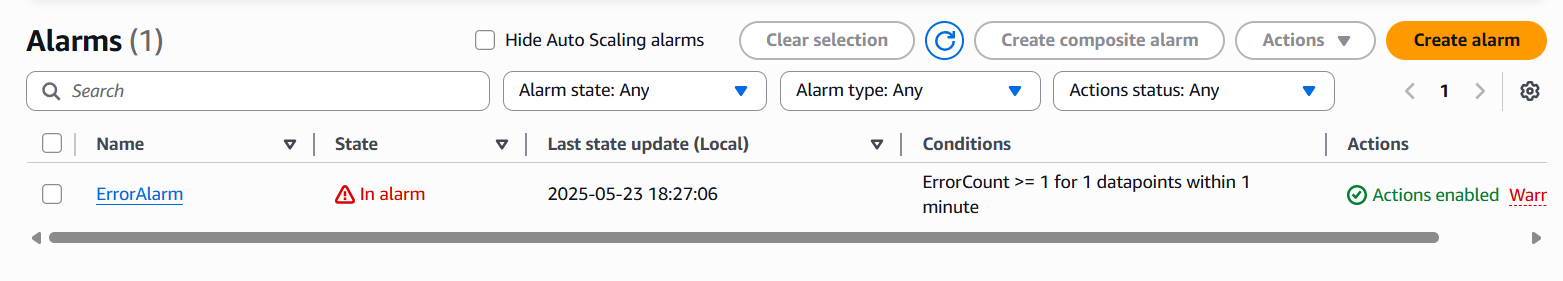 Alarms (1)
Hide Auto Scaling alarms
Clear selection
Create composite alarm
Actions
Create alarm
Search
Alarm state: Any
Alarm type: Any
Actions status: Any
1
Name
State
Last state update (Local)
Conditions
Actions
ErrorAlarm
In alarm
2025-05-23 18:27:06
ErrorCount >= 1 for 1 datapoints within 1
minute
Actions enabled